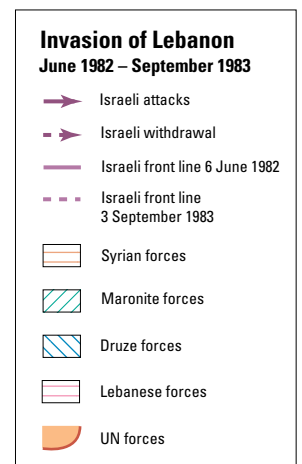 Invasion of Lebanon
June 1982 – September 1983
Israeli attacks
Israeli withdrawal
Israeli front line 6 June 1982
Israeli front line
3 September 1983
Syrian forces
Maronite forces
Druze forces
Lebanese forces
UN forces